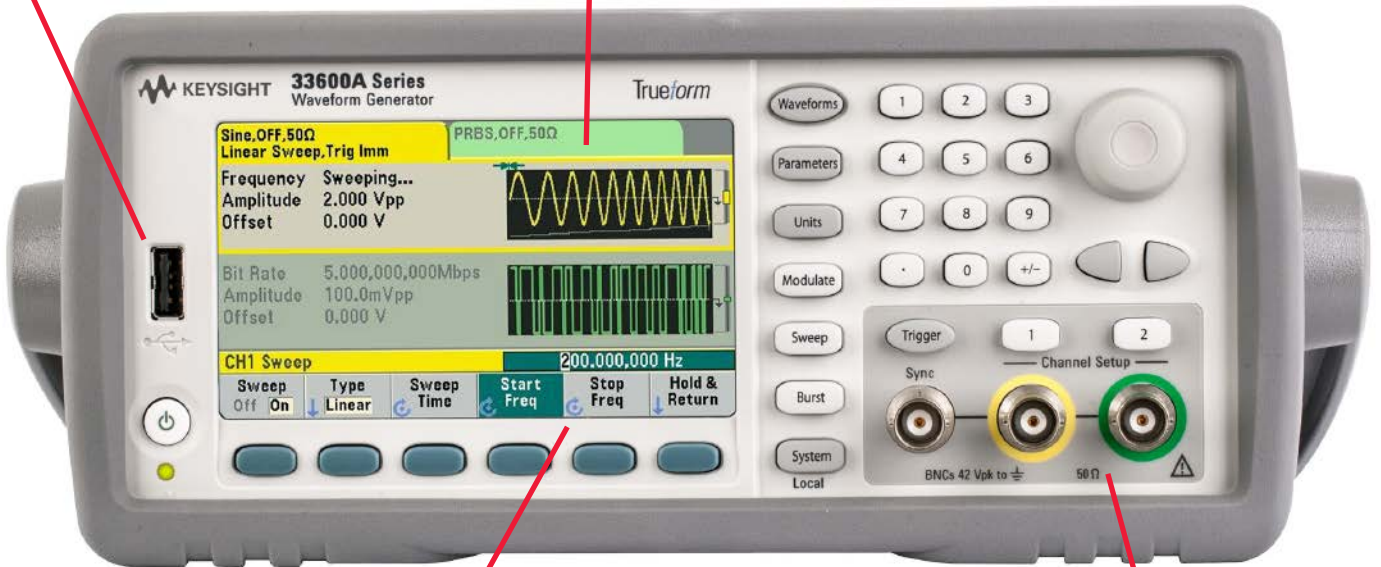 KEYSIGHT 33600A Series
Waveform Generator
Trueform
Sine,OFF,50Ω
Linear Sweep,Trig Imm
PRBS,OFF,50Ω
Frequency Sweeping...
Amplitude 2.000 Vpp
Offset 0.000 V
Bit Rate 5.000,000,000Mbps
Amplitude 100.0mVpp
Offset 0.000 V
CH1 Sweep 200.000,000 Hz
Sweep Off On
Type Linear
Sweep Time
Start Freq
Stop Freq
Hold & Return
Waveforms
Parameters
Units
Modulate
Sweep
Burst
System
Local
1 2 3
4 5 6
7 8 9
. 0 +/-
Trigger 1 2
Channel Setup
Sync
BNCs 42 Vpk to
50 Ω